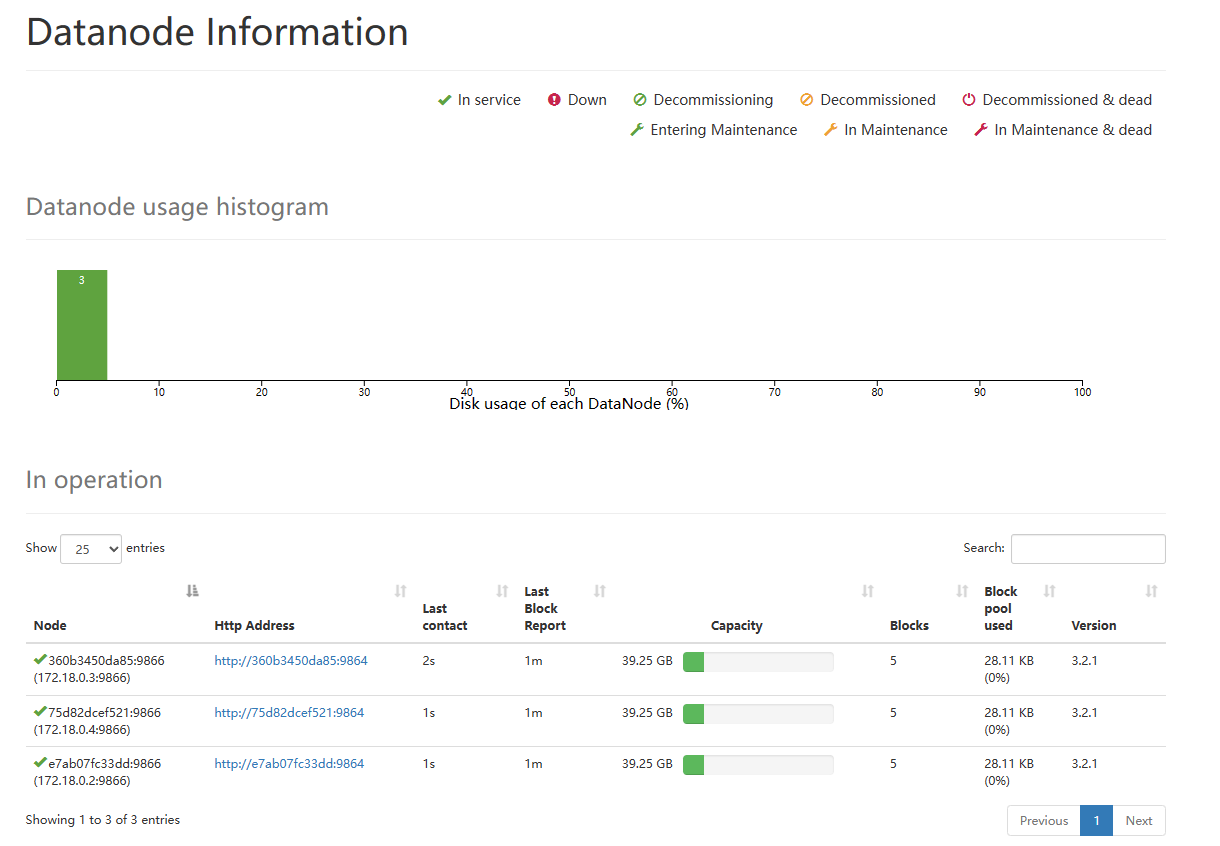 Datanode Information
In service Down Decommissioning Decommissioned Decommissioned & dead
Entering Maintenance In Maintenance In Maintenance & dead
Datanode usage histogram
3
0 10 20 30 40 50 60 70 80 90 100
Disk usage of each DataNode (%)
In operation
Show 25 entries Search:
Node Http Address Last contact Last Block Report Capacity Blocks Block pool used Version
360b3450da85:9866 http://360b3450da85:9864 2s 1m 39.25 GB 5 28.11 KB 3.2.1
(172.18.0.3:9866) (0%)
75d82dcef521:9866 http://75d82dcef521:9864 1s 1m 39.25 GB 5 28.11 KB 3.2.1
(172.18.0.4:9866) (0%)
e7ab07fc33dd:9866 http://e7ab07fc33dd:9864 1s 1m 39.25 GB 5 28.11 KB 3.2.1
(172.18.0.2:9866) (0%)
Showing 1 to 3 of 3 entries Previous 1 Next